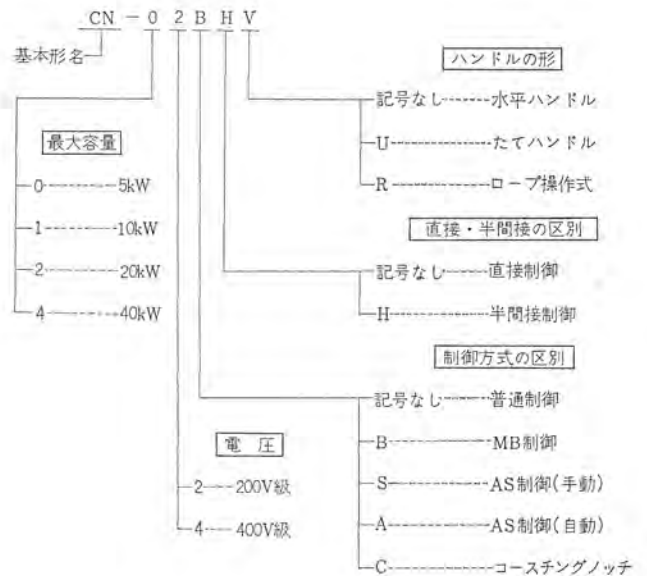 CN-02BHV
基本形名
ハンドルの形
記号なし------水平ハンドル
U------たてハンドル
R------ロープ操作式
最大容量
0------5kW
1------10kW
2------20kW
4------40kW
直接・半間接の区別
記号なし------直接制御
H------半間接制御
制御方式の区別
記号なし------普通制御
B------MB制御
S------AS制御(手動)
A------AS制御(自動)
C------コースチングノッチ
電圧
2----200V級
4----400V級